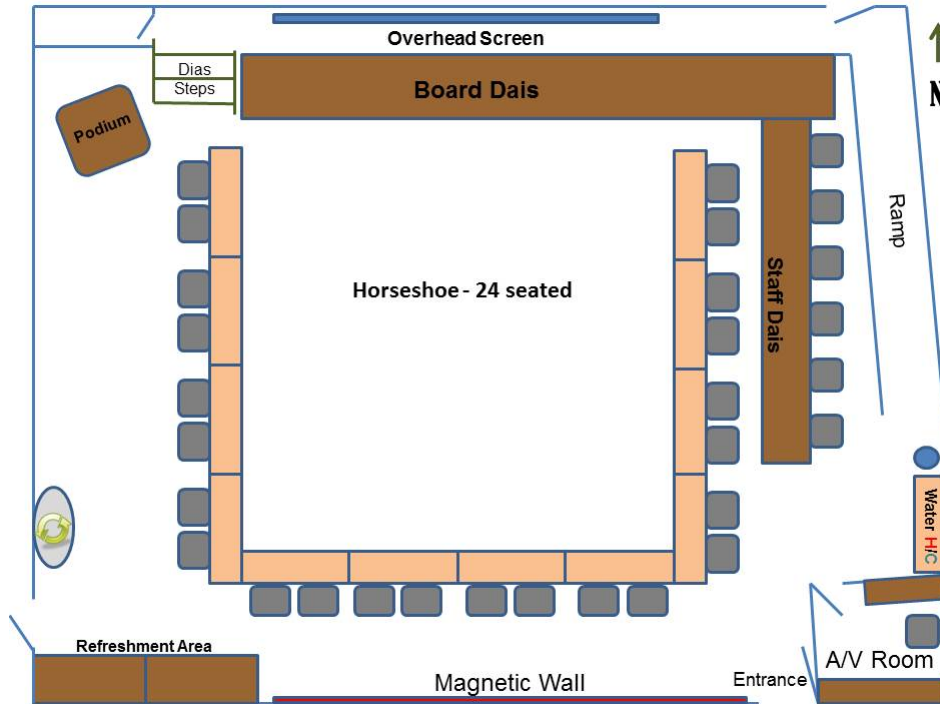 Overhead Screen
Dias
Steps
Board Dais
N
Podium
Ramp
Horseshoe - 24 seated
Staff Dais
Water H/C
Refreshment Area
Magnetic Wall
Entrance
A/V Room